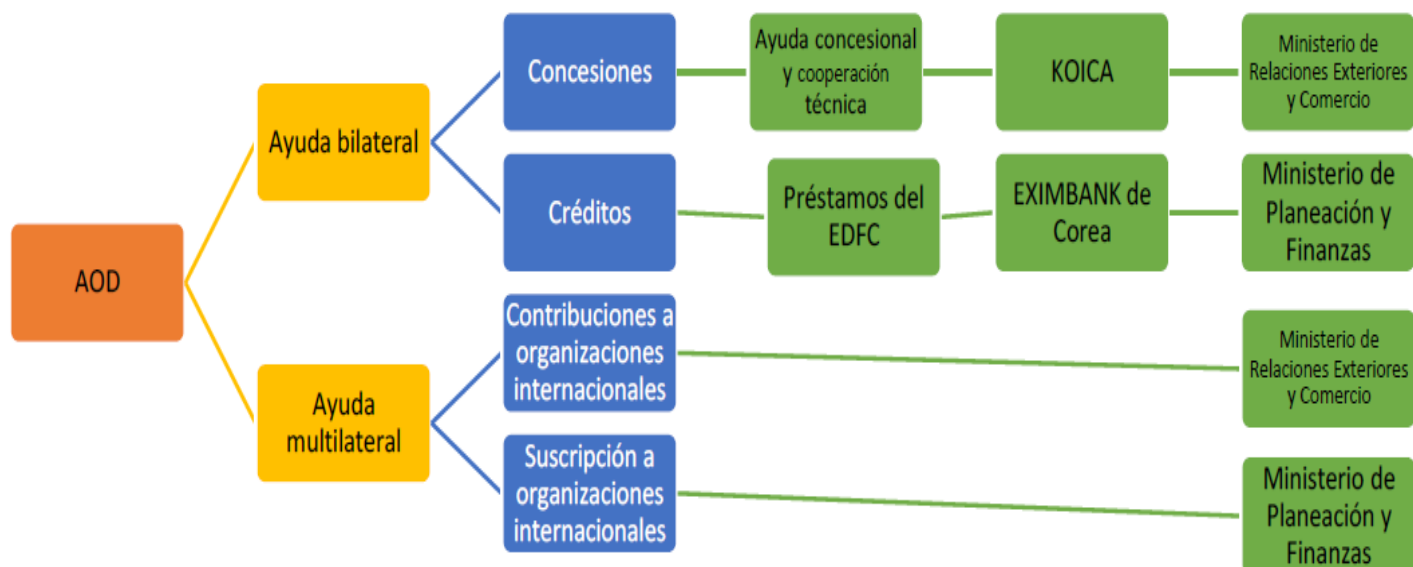 Concesiones
Ayuda concesional
y cooperación
técnica
KOICA
Ministerio de
Relaciones Exteriores
y Comercio
Ayuda bilateral
Créditos
Préstamos del
EDFC
EXIMBANK de
Corea
Ministerio de
Planeación y
Finanzas
AOD
Contribuciones a
organizaciones
internacionales
Ministerio de
Relaciones Exteriores
y Comercio
Ayuda
multilateral
Suscripción a
organizaciones
internacionales
Ministerio de
Planeación y
Finanzas